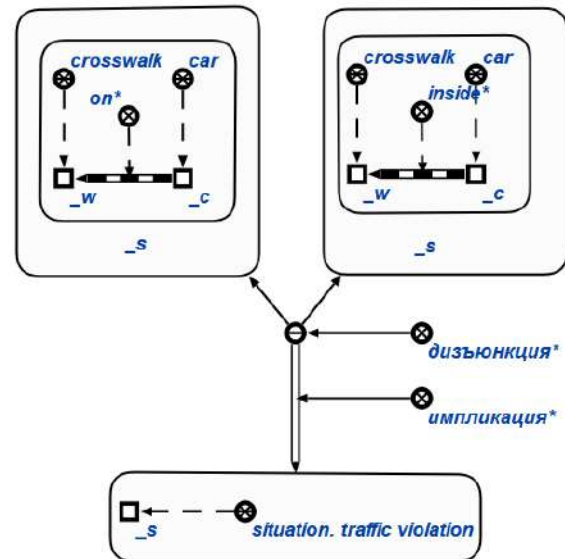 crosswalk car
on*
_w _c
_s
crosswalk car
inside*
_w _c
_s
дизъюнкция*
импликация*
_s situation. traffic violation